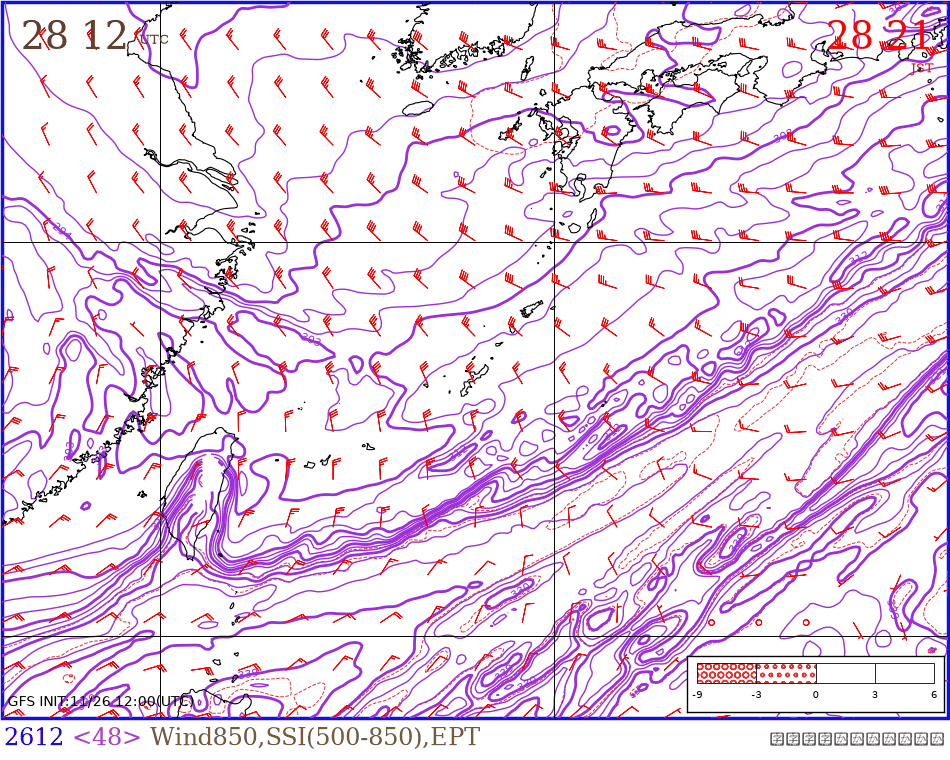 28 12 UTC
28 21
JST
GFS INIT:11/26 12:00(UTC)
-9 -3 0 3 6
2612 <48> Wind850,SSI(500-850),EPT